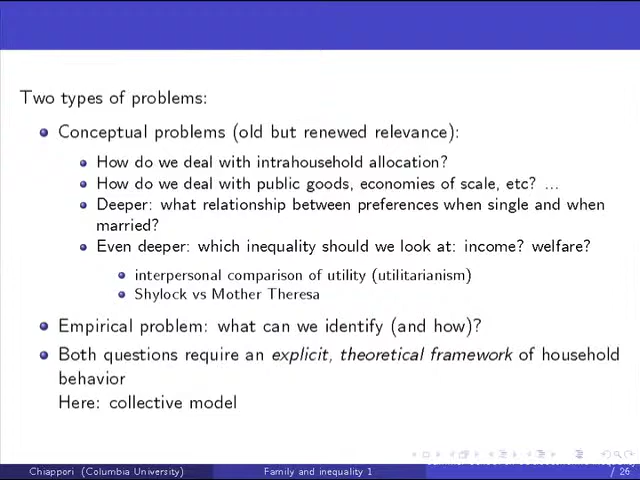 Two types of problems:
Conceptual problems (old but renewed relevance):
How do we deal with intrahousehold allocation?
How do we deal with public goods, economies of scale, etc? ...
Deeper: what relationship between preferences when single and when
married?
Even deeper: which inequality should we look at: income? welfare?
interpersonal comparison of utility (utilitarianism)
Shylock vs Mother Theresa
Empirical problem: what can we identify (and how)?
Both questions require an explicit, theoretical framework of household
behavior
Here: collective model
Chiappori (Columbia University) Family and inequality 1 / 26